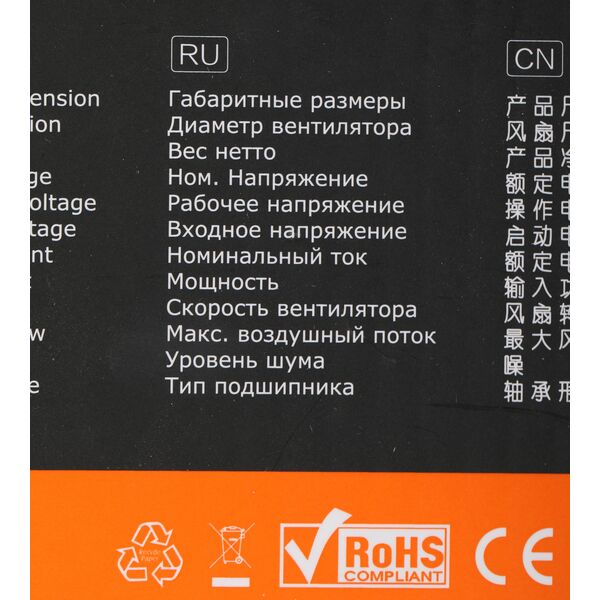 RU
CN
ension Габаритные размеры 产品
ion Диаметр вентилятора 风扇
Вес нетто 产品
ge Ном. Напряжение 额定
oltage Рабочее напряжение 操作
tage Входное напряжение 启动
nt Номинальный ток 额定
Мощность 输入
Скорость вентилятора 风扇
w Макс. воздушный поток 最大
Уровень шума 噪
e Тип подшипника 轴承
Recycle
Paper
RoHS
COMPLIANT
CE